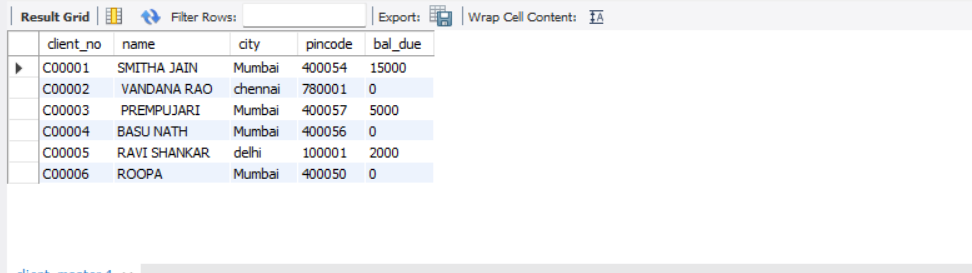 Result Grid Filter Rows: Export: Wrap Cell Content: IA
client_no name city pincode bal_due
C00001 SMITHA JAIN Mumbai 400054 15000
C00002 VANDANA RAO chennai 780001 0
C00003 PREMPUJARI Mumbai 400057 5000
C00004 BASU NATH Mumbai 400056 0
C00005 RAVI SHANKAR delhi 100001 2000
C00006 ROOPA Mumbai 400050 0